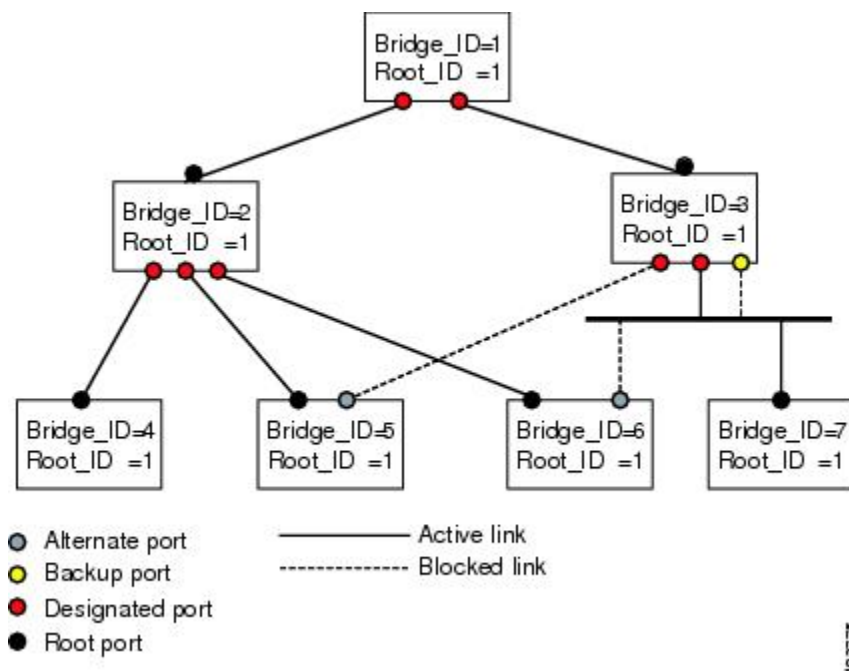 Bridge_ID=1
Root_ID =1
Bridge_ID=2
Root_ID =1
Bridge_ID=3
Root_ID =1
Bridge_ID=4
Root_ID =1
Bridge_ID=5
Root_ID =1
Bridge_ID=6
Root_ID =1
Bridge_ID=7
Root_ID =1
Alternate port
Backup port
Designated port
Root port
Active link
Blocked link